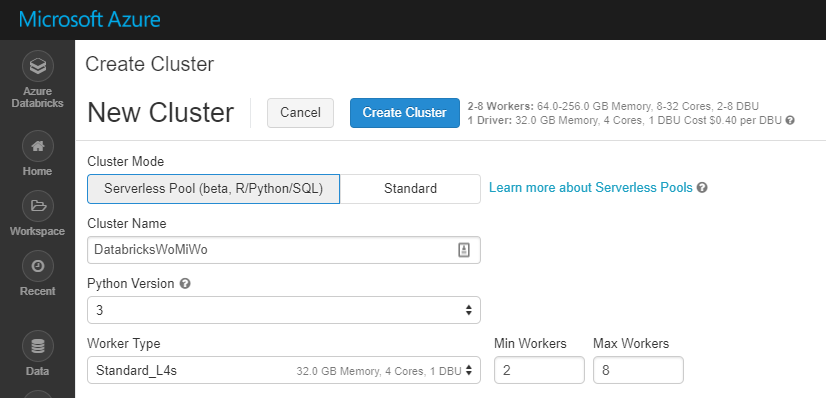 Microsoft Azure
Azure
Databricks
Home
Workspace
Recent
Data
Create Cluster
New Cluster
Cancel
Create Cluster
2-8 Workers: 64.0-256.0 GB Memory, 8-32 Cores, 2-8 DBU
1 Driver: 32.0 GB Memory, 4 Cores, 1 DBU Cost $0.40 per DBU ?
Cluster Mode
Serverless Pool (beta, R/Python/SQL)
Standard
Learn more about Serverless Pools ?
Cluster Name
DatabricksWoMiWo
Python Version ?
3
Worker Type
Min Workers
Max Workers
Standard_L4s
32.0 GB Memory, 4 Cores, 1 DBU
2
8